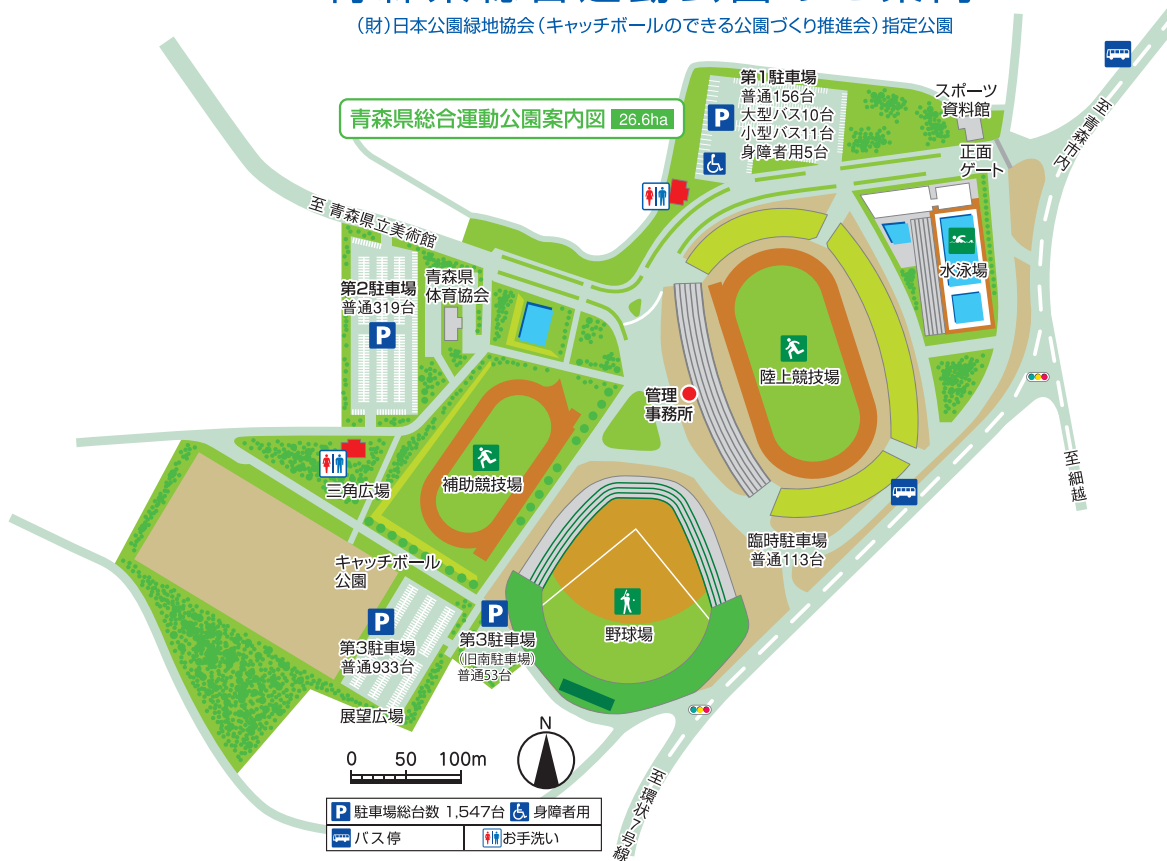 (財)日本公園緑地協会(キャッチボールのできる公園づくり推進会)指定公園
青森県総合運動公園案内図 26.6ha
第1駐車場
普通156台
大型バス10台
小型バス11台
身障者用5台
スポーツ
資料館
正面
ゲート
至青森市内
至 青森県立美術館
水泳場
第2駐車場
普通319台
青森県
体育協会
陸上競技場
管理
事務所
至細越
三角広場
補助競技場
臨時駐車場
普通113台
キャッチボール
公園
第3駐車場
普通933台
第3駐車場
(旧南駐車場)
普通53台
野球場
展望広場
N
0 50 100m
至環状7号線
P 駐車場総台数 1,547台 身障者用
バス停 お手洗い
P
P
P
P